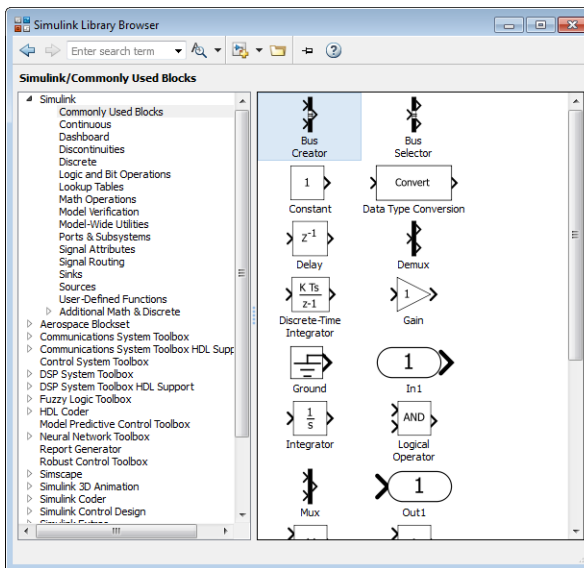 Simulink Library Browser
Enter search term
Simulink/Commonly Used Blocks
Simulink
Commonly Used Blocks
Continuous
Dashboard
Discontinuities
Discrete
Logic and Bit Operations
Lookup Tables
Math Operations
Model Verification
Model-Wide Utilities
Ports & Subsystems
Signal Attributes
Signal Routing
Sinks
Sources
User-Defined Functions
Additional Math & Discrete
Aerospace Blockset
Communications System Toolbox
Communications System Toolbox HDL Supp
Control System Toolbox
DSP System Toolbox
DSP System Toolbox HDL Support
Fuzzy Logic Toolbox
HDL Coder
Model Predictive Control Toolbox
Neural Network Toolbox
Report Generator
Robust Control Toolbox
Simscape
Simulink 3D Animation
Simulink Coder
Simulink Control Design
Bus
Creator
Bus
Selector
1
Constant
Convert
Data Type Conversion
z-1
Delay
Demux
K Ts
z-1
Discrete-Time
Integrator
1
Gain
Ground
1
In1
1
s
Integrator
AND
Logical
Operator
Mux
1
Out1